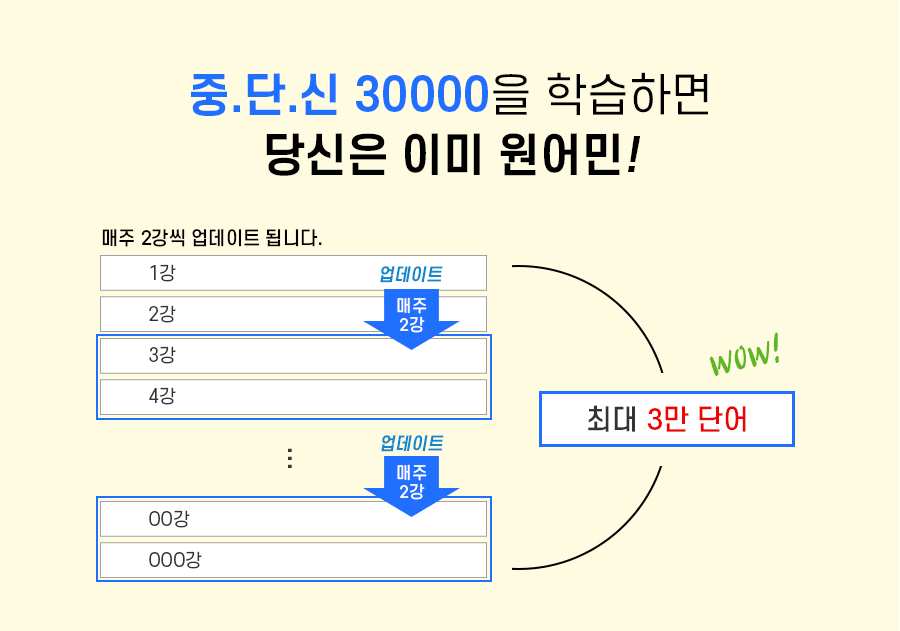 중.단.신 30000을 학습하면
당신은 이미 원어민!
매주 2강씩 업데이트 됩니다.
1강
업데이트
2강
매주
2강
3강
4강
WOW!
최대 3만 단어
업데이트
매주
2강
00강
000강